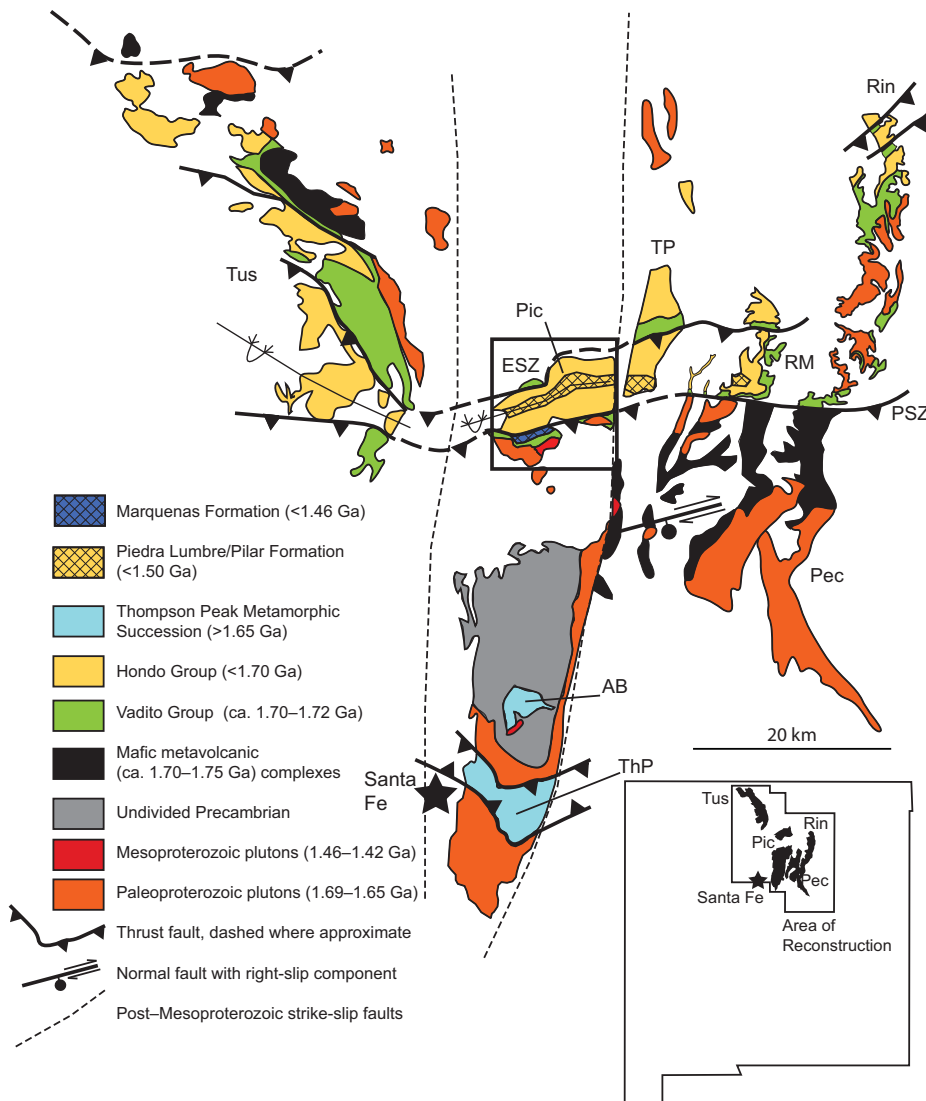 Rin
TP
Tus
Pic
ESZ
RM
PSZ
Pec
AB
20 km
ThP
Santa
Fe
Marquenas Formation (<1.46 Ga)
Piedra Lumbre/Pilar Formation
(<1.50 Ga)
Thompson Peak Metamorphic
Succession (>1.65 Ga)
Hondo Group (<1.70 Ga)
Vadito Group (ca. 1.70–1.72 Ga)
Mafic metavolcanic
(ca. 1.70–1.75 Ga) complexes
Undivided Precambrian
Mesoproterozoic plutons (1.46–1.42 Ga)
Paleoproterozoic plutons (1.69–1.65 Ga)
Thrust fault, dashed where approximate
Normal fault with right-slip component
Post–Mesoproterozoic strike-slip faults
Tus
Rin
Pic
Pec
Santa Fe
Area of
Reconstruction